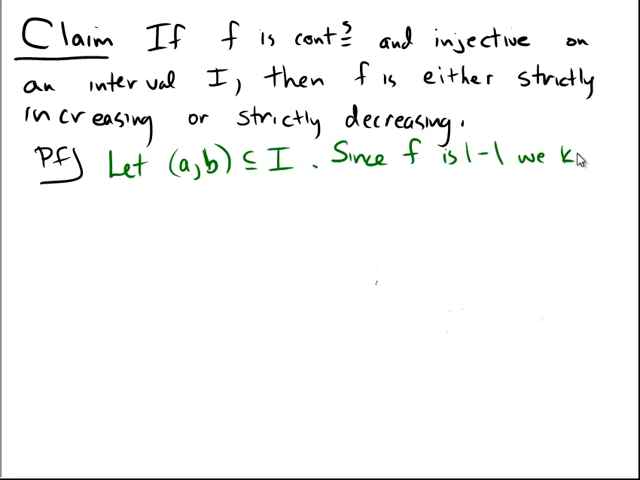 Claim If f is cont^s and injective on
an interval I, then f is either strictly
increasing or strictly decreasing.
Pf) Let (a,b) ⊆ I. Since f is 1-1 we k